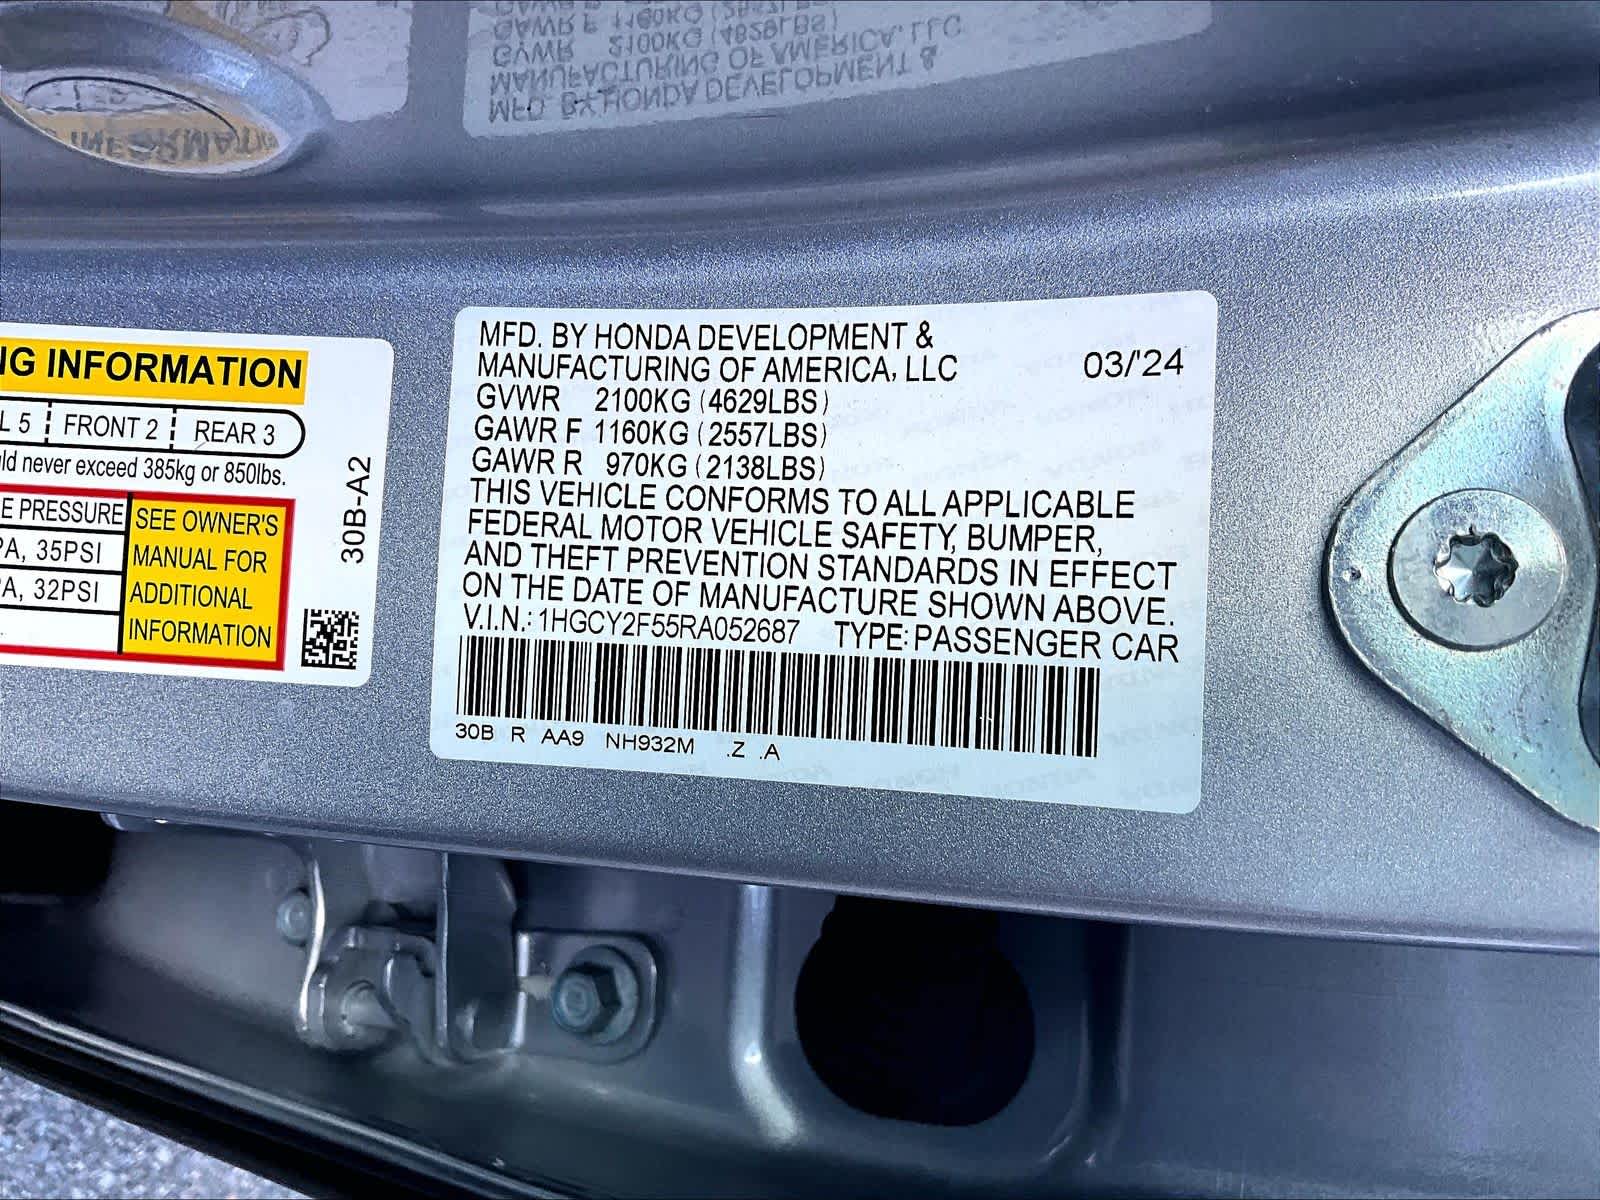 NG INFORMATION
L 5 FRONT 2 REAR 3
never exceed 385kg or 850lbs.
E PRESSURE
PA, 35PSI
PA, 32PSI
SEE OWNER'S
MANUAL FOR
ADDITIONAL
INFORMATION
30B-A2
MFD. BY HONDA DEVELOPMENT &
MANUFACTURING OF AMERICA, LLC 03/'24
GVWR 2100KG (4629LBS)
GAWR F 1160KG (2557LBS)
GAWR R 970KG (2138LBS)
THIS VEHICLE CONFORMS TO ALL APPLICABLE
FEDERAL MOTOR VEHICLE SAFETY, BUMPER,
AND THEFT PREVENTION STANDARDS IN EFFECT
ON THE DATE OF MANUFACTURE SHOWN ABOVE.
V.I.N.: 1HGCY2F55RA052687 TYPE: PASSENGER CAR
30B R AA9 NH932M .Z .A